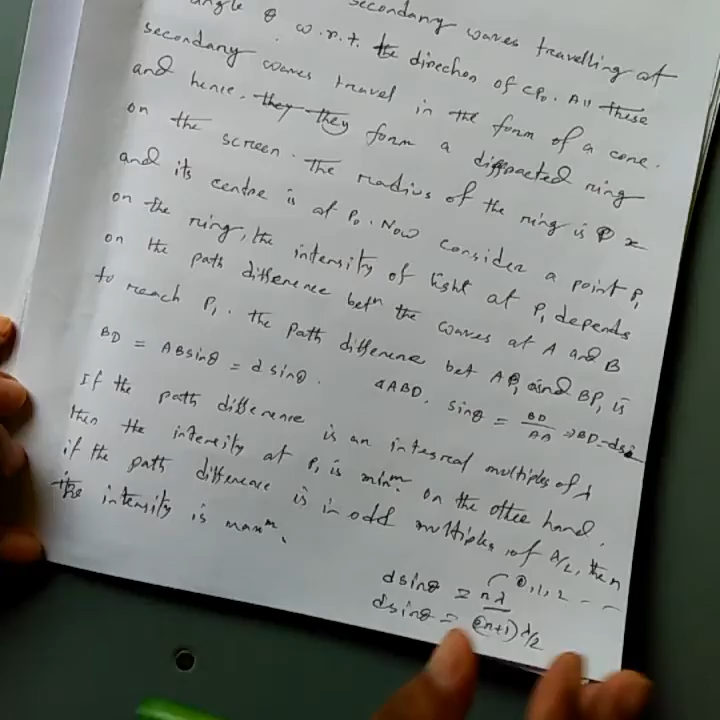 angle θ secondary waves travelling at
w.r.t. the direction of CP₀. All these
secondary waves travel in the form of a cone.
and hence, they they form a diffracted ring
on the screen. The radius of the ring is x
and its centre is at P₀. Now consider a point P₁
on the ring, the intensity of light at P₁ depends
on the path difference betⁿ the waves at A and B
to reach P₁. The path difference bet AP₁ and BP₁ is
BD = AB sinθ = d sinθ. ΔABD, sinθ = BD/AB ⇒ BD = d sin
If the path difference is an integral multiples of λ
then the intensity at P₁ is minᵐ. on the other hand.
if the path difference is in odd multiples of λ/2, then
the intensity is maxᵐ.
d sinθ = nλ 0, 1, 2 - - -
d sinθ = (2n+1) λ/2